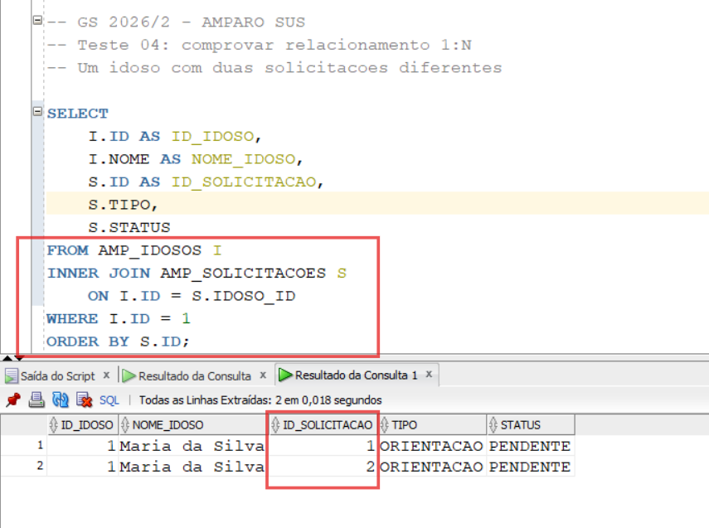 -- GS 2026/2 - AMPARO SUS
-- Teste 04: comprovar relacionamento 1:N
-- Um idoso com duas solicitacoes diferentes
SELECT
I.ID AS ID_IDOSO,
I.NOME AS NOME_IDOSO,
S.ID AS ID_SOLICITACAO,
S.TIPO,
S.STATUS
FROM AMP_IDOSOS I
INNER JOIN AMP_SOLICITACOES S
ON I.ID = S.IDOSO_ID
WHERE I.ID = 1
ORDER BY S.ID;
Saída do Script x Resultado da Consulta x Resultado da Consulta 1 x
SQL | Todas as Linhas Extraídas: 2 em 0,018 segundos
ID_IDOSO NOME_IDOSO ID_SOLICITACAO TIPO STATUS
1 1 Maria da Silva 1 ORIENTACAO PENDENTE
2 1 Maria da Silva 2 ORIENTACAO PENDENTE